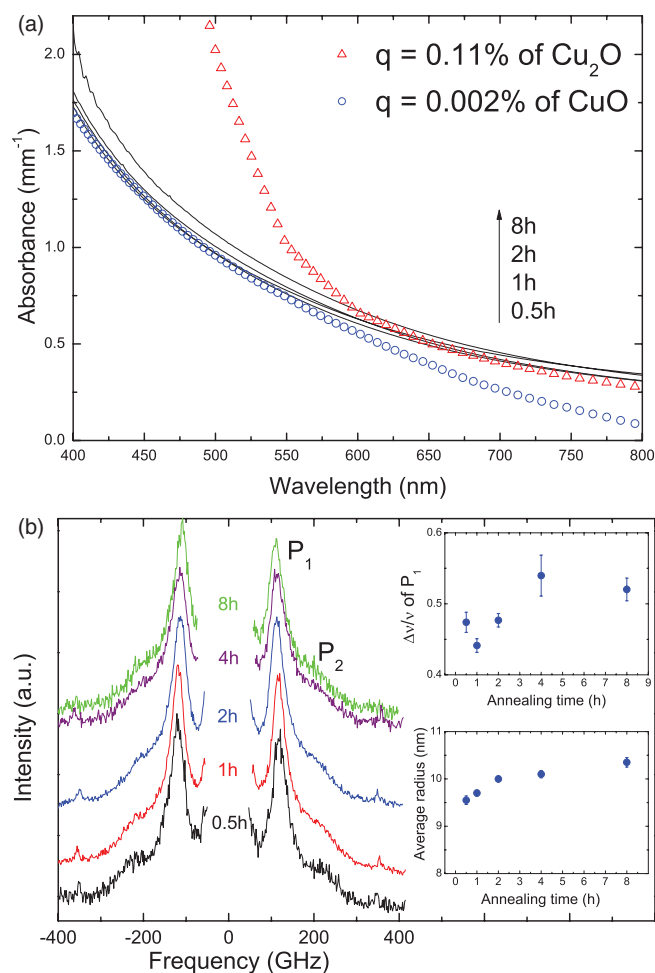 (a)
2.0
1.5
1.0
0.5
0.0
Absorbance (mm⁻¹)
q = 0.11% of Cu₂O
q = 0.002% of CuO
8h
2h
1h
0.5h
400 450 500 550 600 650 700 750 800
Wavelength (nm)
(b)
Intensity (a.u.)
P₁
P₂
8h
4h
2h
1h
0.5h
-400 -200 0 200 400
Frequency (GHz)
0.6
0.5
0.4
Δν/ν of P₁
0 1 2 3 4 5 6 7 8 9
Annealing time (h)
11
10
9
Average radius (nm)
0 1 2 3 4 5 6 7 8
Annealing time (h)